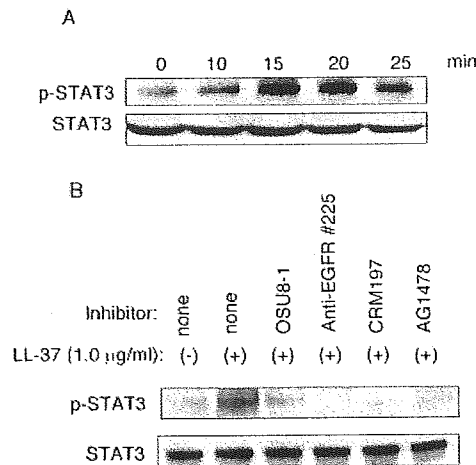 A
0 10 15 20 25 min
p-STAT3
STAT3
B
Inhibitor: none none OSU8-1 Anti-EGFR #225 CRM197 AG1478
LL-37 (1.0 µg/ml): (-) (+) (+) (+) (+) (+)
p-STAT3
STAT3